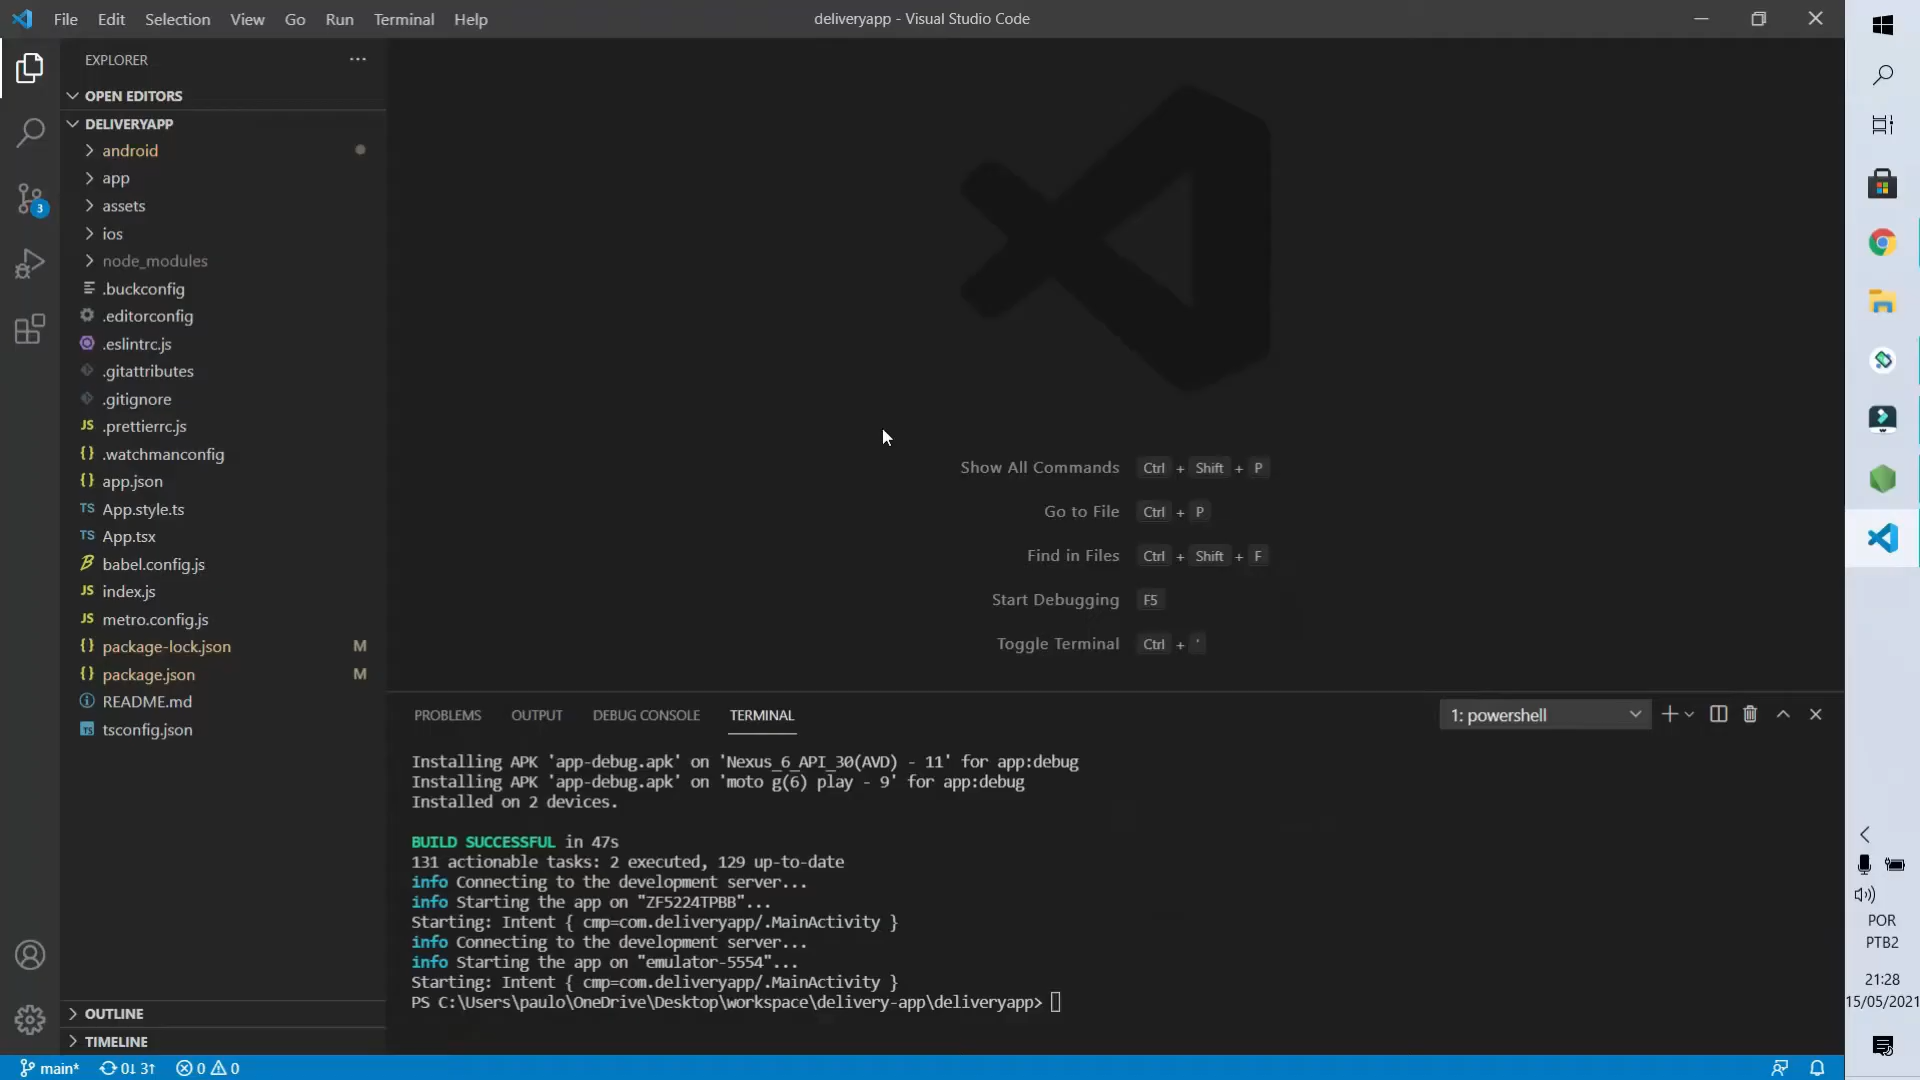 File Edit Selection View Go Run Terminal Help
deliveryapp - Visual Studio Code
EXPLORER
OPEN EDITORS
DELIVERYAPP
android
app
assets
ios
node_modules
.buckconfig
.editorconfig
.eslintrc.js
.gitattributes
.gitignore
JS .prettierrc.js
{} .watchmanconfig
{} app.json
TS App.style.ts
TS App.tsx
babel.config.js
JS index.js
JS metro.config.js
{} package-lock.json M
{} package.json M
README.md
TS tsconfig.json
OUTLINE
TIMELINE
3
Show All Commands Ctrl + Shift + P
Go to File Ctrl + P
Find in Files Ctrl + Shift + F
Start Debugging F5
Toggle Terminal Ctrl + '
PROBLEMS OUTPUT DEBUG CONSOLE TERMINAL
1: powershell
Installing APK 'app-debug.apk' on 'Nexus_6_API_30(AVD) - 11' for app:debug
Installing APK 'app-debug.apk' on 'moto g(6) play - 9' for app:debug
Installed on 2 devices.
BUILD SUCCESSFUL in 47s
131 actionable tasks: 2 executed, 129 up-to-date
info Connecting to the development server...
info Starting the app on "ZF5224TPBB"...
Starting: Intent { cmp=com.deliveryapp/.MainActivity }
info Connecting to the development server...
info Starting the app on "emulator-5554"...
Starting: Intent { cmp=com.deliveryapp/.MainActivity }
PS C:\Users\paulo\OneDrive\Desktop\workspace\delivery-app\deliveryapp>
main* 0↓ 3↑ 0 0
POR
PTB2
21:28
15/05/2021